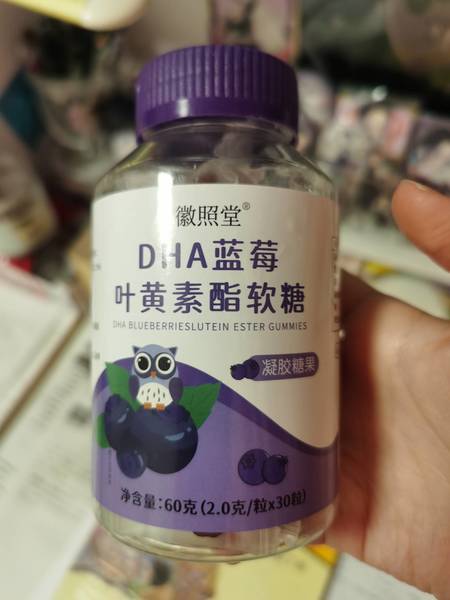 徽照堂®
DHA蓝莓
叶黄素酯软糖
DHA BLUEBERRIESLUTEIN ESTER GUMMIES
凝胶糖果
净含量:60克(2.0克/粒x30粒)